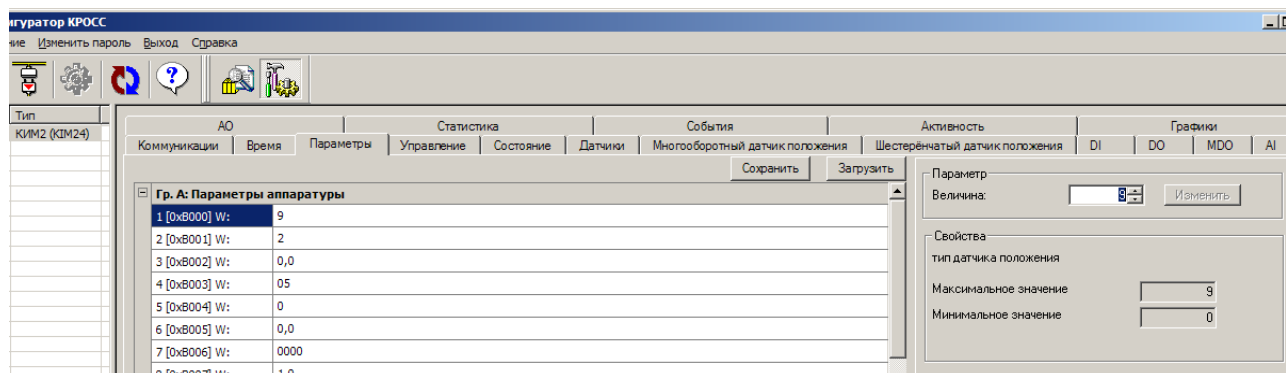 игуратор КРОСС
ние Изменить пароль Выход Справка
Тип
КИМ2 (KIM24)
АО Статистика События Активность Графики
Коммуникации Время Параметры Управление Состояние Датчики Многооборотный датчик положения Шестерёнчатый датчик положения DI DO MDO AI
Сохранить Загрузить
Гр. А: Параметры аппаратуры
1 [0xB000] W: 9
2 [0xB001] W: 2
3 [0xB002] W: 0,0
4 [0xB003] W: 05
5 [0xB004] W: 0
6 [0xB005] W: 0,0
7 [0xB006] W: 0000
Параметр
Величина: 9 Изменить
Свойства
тип датчика положения
Максимальное значение 9
Минимальное значение 0